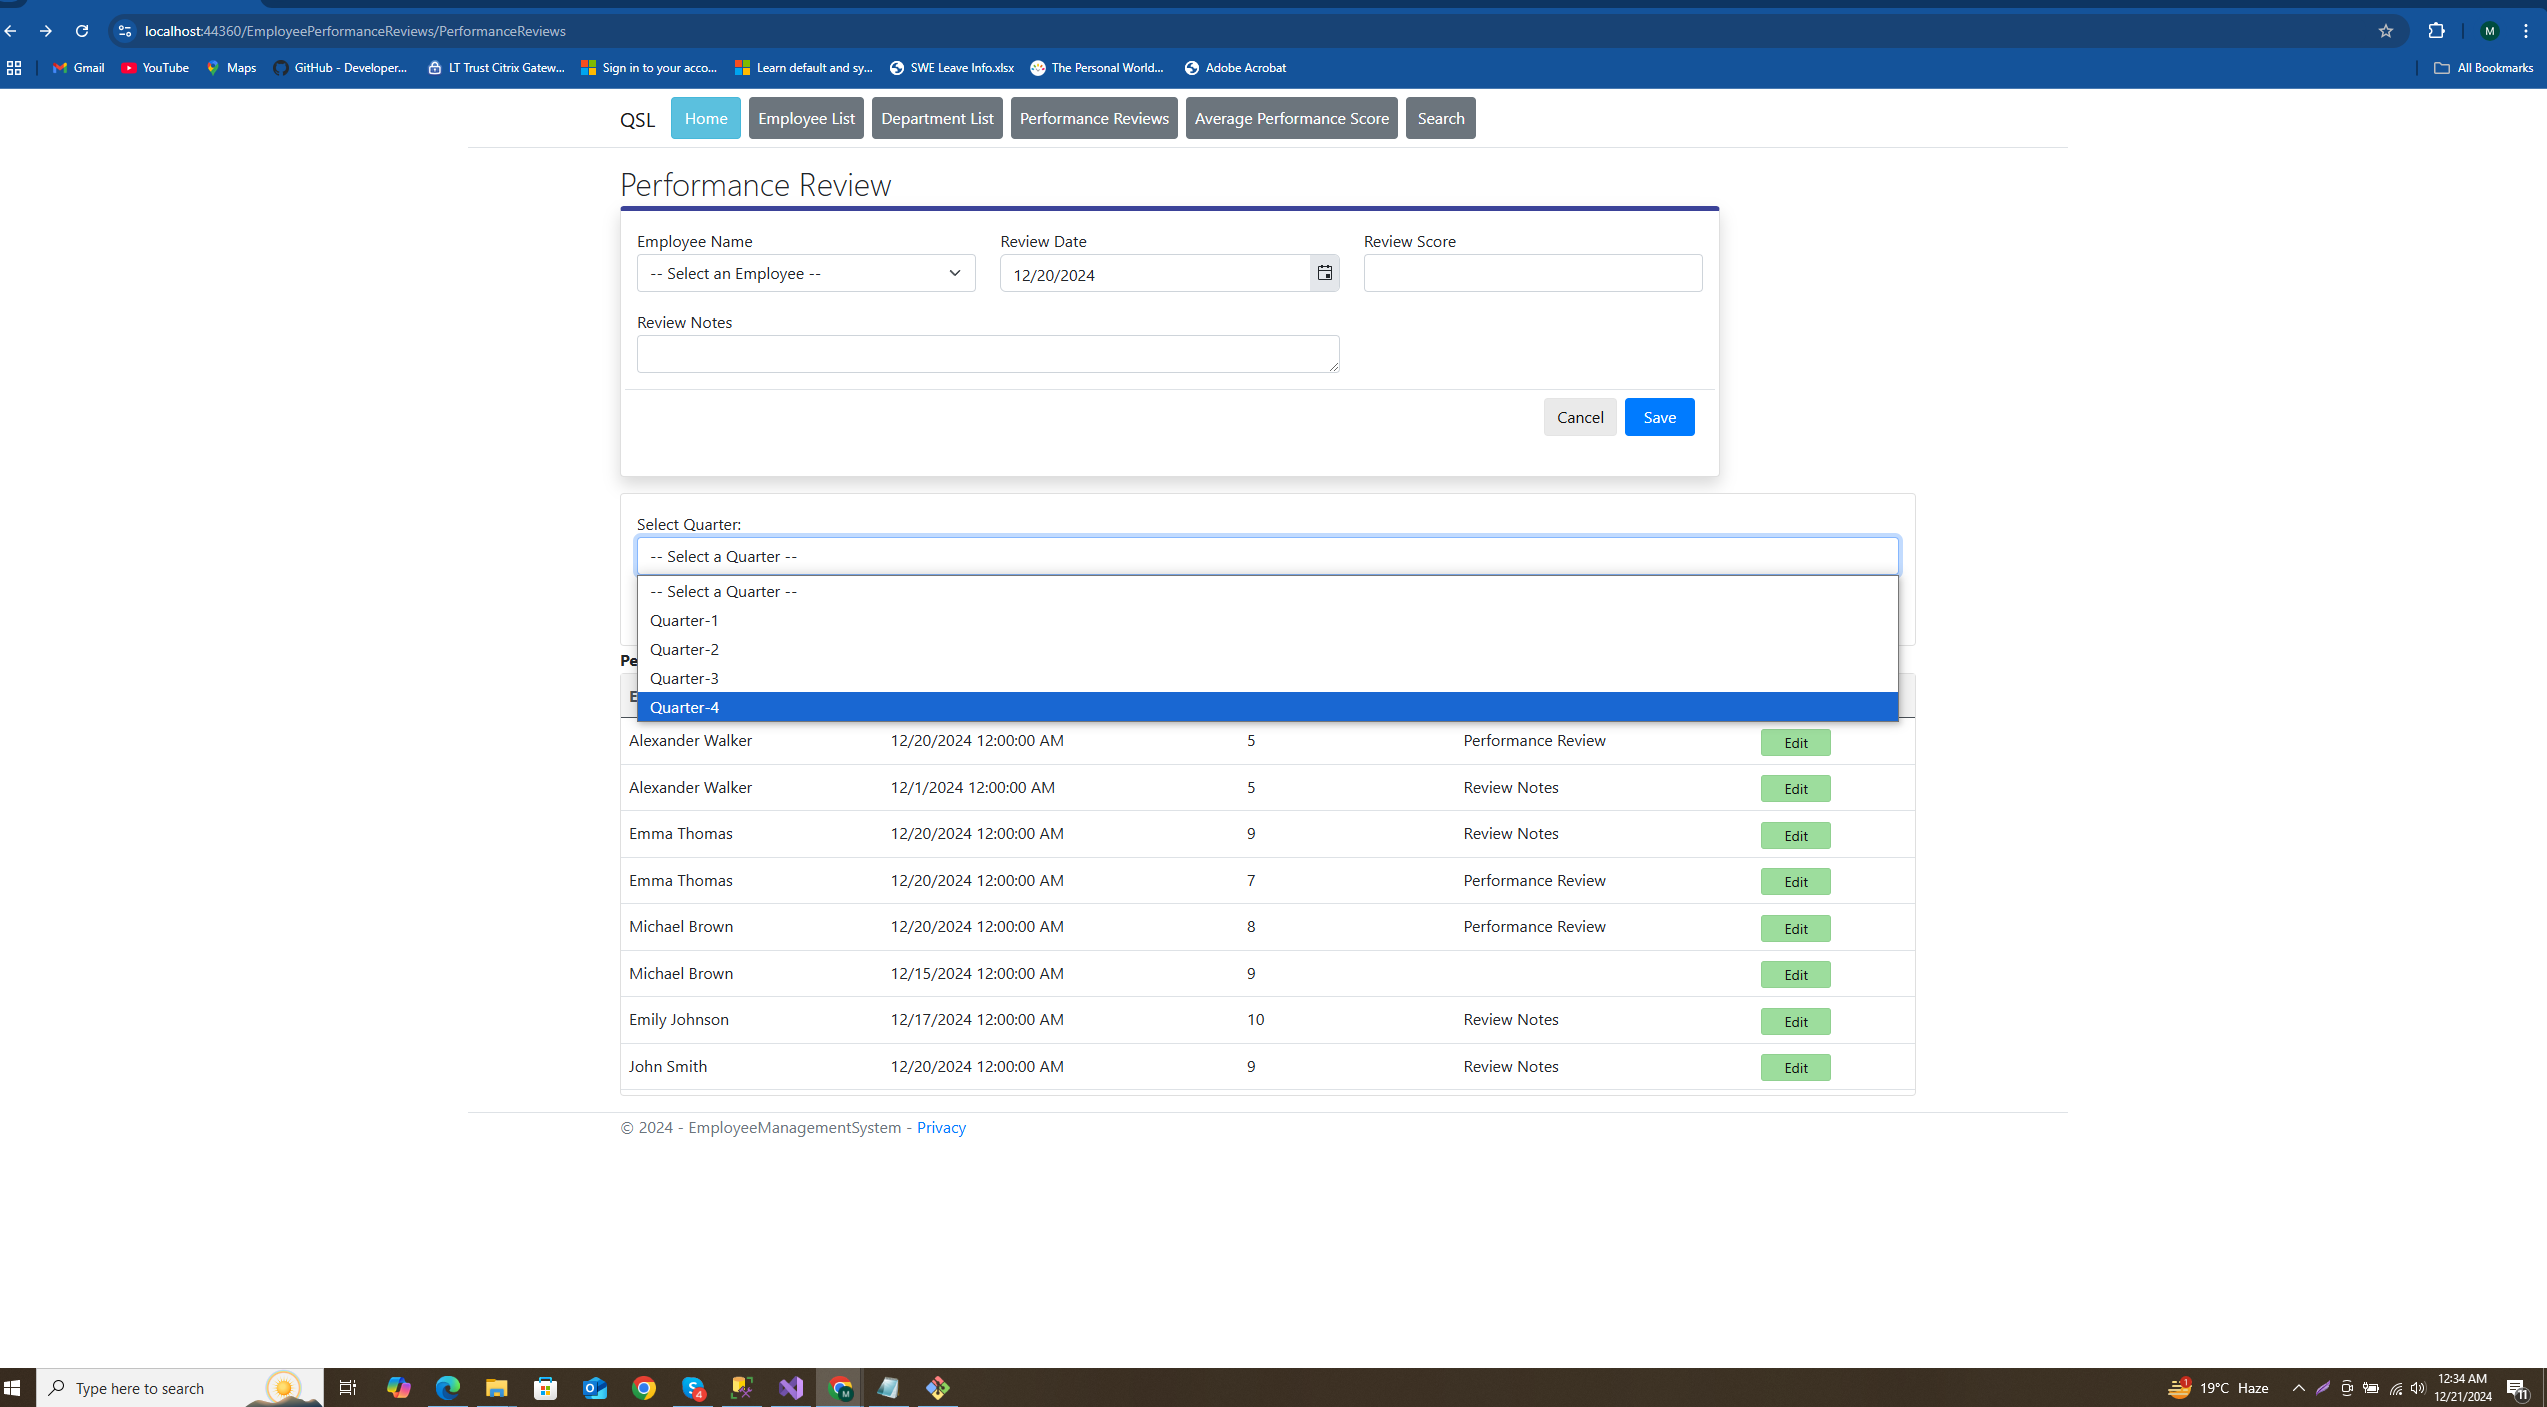 localhost:44360/EmployeePerformanceReviews/PerformanceReviews
M
Gmail YouTube Maps GitHub - Developer... LT Trust Citrix Gatew... Sign in to your acco... Learn default and sy... SWE Leave Info.xlsx The Personal World... Adobe Acrobat All Bookmarks
QSL Home Employee List Department List Performance Reviews Average Performance Score Search
Performance Review
Employee Name Review Date Review Score
-- Select an Employee -- 12/20/2024
Review Notes
Cancel Save
Select Quarter:
-- Select a Quarter --
-- Select a Quarter --
Quarter-1
Quarter-2
Pe
Quarter-3
E
Quarter-4
Alexander Walker 12/20/2024 12:00:00 AM 5 Performance Review Edit
Alexander Walker 12/1/2024 12:00:00 AM 5 Review Notes Edit
Emma Thomas 12/20/2024 12:00:00 AM 9 Review Notes Edit
Emma Thomas 12/20/2024 12:00:00 AM 7 Performance Review Edit
Michael Brown 12/20/2024 12:00:00 AM 8 Performance Review Edit
Michael Brown 12/15/2024 12:00:00 AM 9 Edit
Emily Johnson 12/17/2024 12:00:00 AM 10 Review Notes Edit
John Smith 12/20/2024 12:00:00 AM 9 Review Notes Edit
© 2024 - EmployeeManagementSystem - Privacy
Type here to search 4 M 1 19°C Haze 12:34 AM
12/21/2024 11